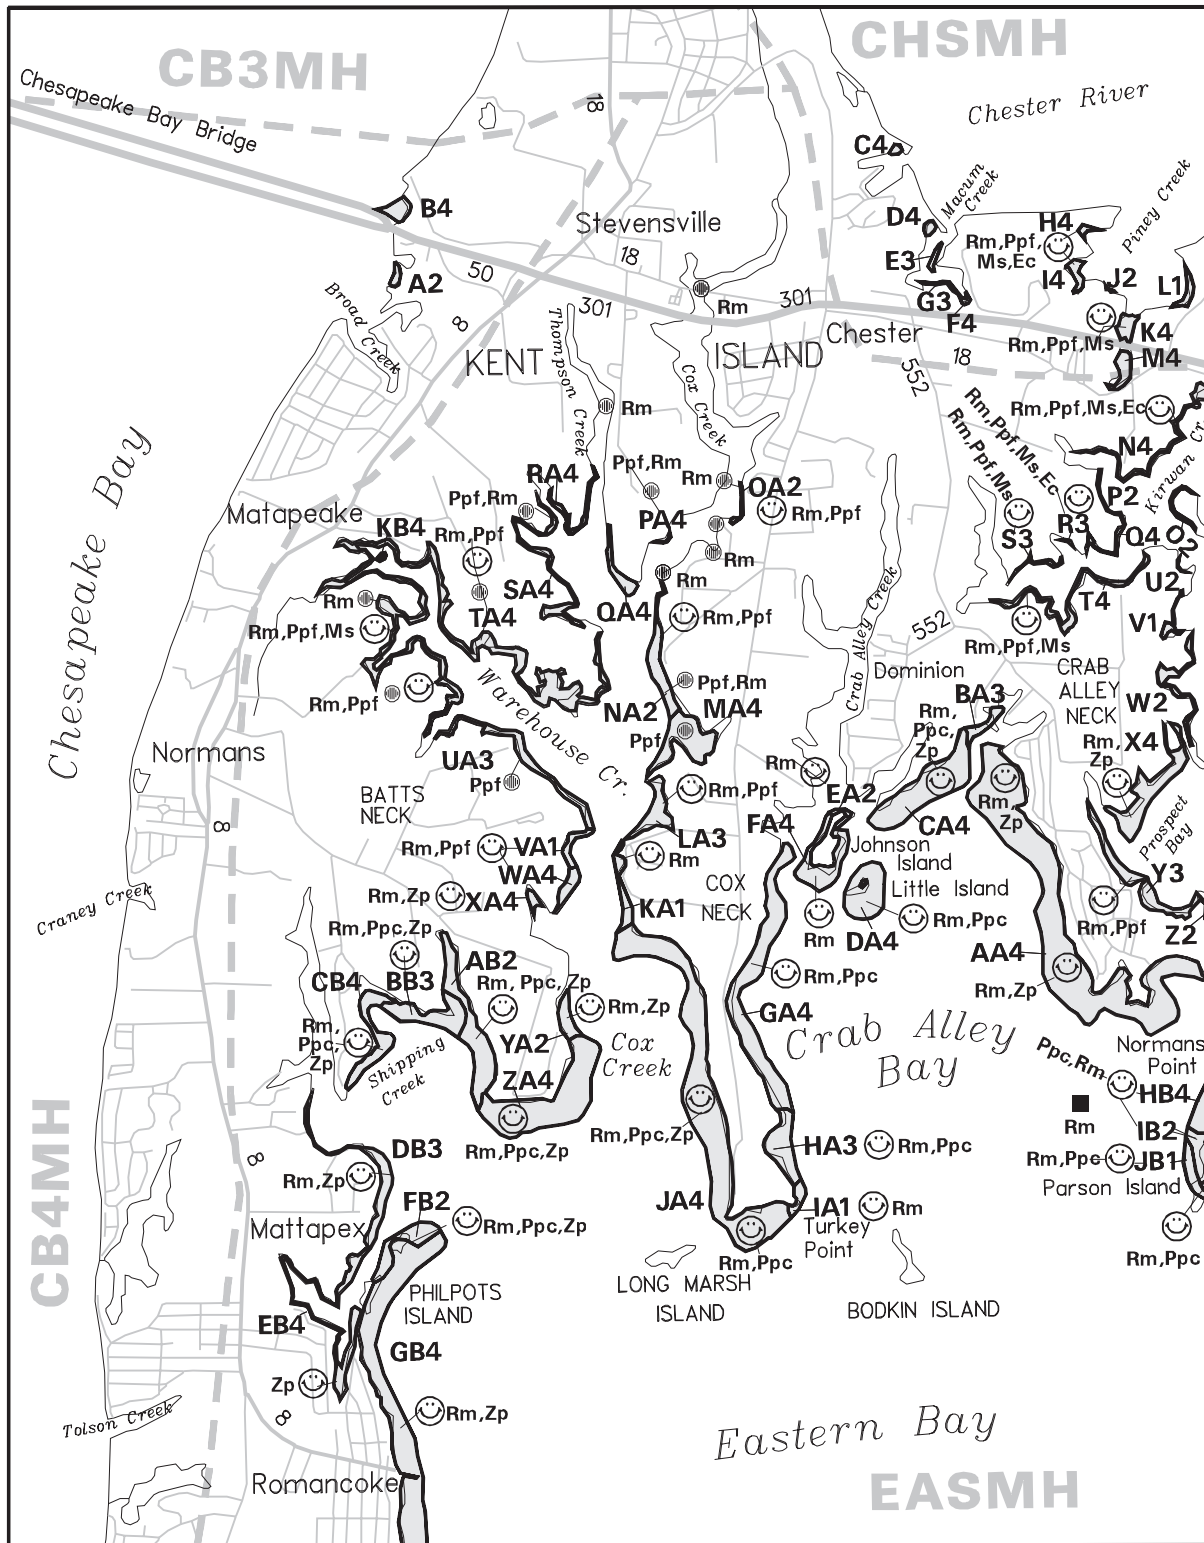 CB3MH
CHSMH
Chesapeake Bay Bridge
Chester River
18
C4
Macum
Creek
Piney Creek
B4
Stevensville
D4
H4
Rm,Ppf,
Ms,Ec
E3
18
50
A2
I4
J2
L1
G3
F4
Rm
301
301
Broad Creek
8
Thompson Creek
Chester
K4
Rm,Ppf,Ms
KENT
ISLAND
18
M4
552
Cox Creek
Rm
Rm,Ppf,Ms,Ec
Rm,Ppf,Ms,Ec
Rm,Ppf,Ms
N4
Kirwan Cr
Chesapeake Bay
RA4
Ppf,Rm
Rm
OA2
Ppf,Rm
P2
Matapeake
KB4
Rm,Ppf
PA4
Rm,Ppf
R3
S3
Q4
Rm
Rm
SA4
QA4
U2
Rm
TA4
Rm,Ppf
T4
Crab Alley Creek
552
V1
Rm,Ppf,Ms
Rm,Ppf,Ms
Dominion
CRAB
ALLEY
NECK
Warehouse Cr.
Ppf,Rm
BA3
Rm,Ppf
NA2
MA4
W2
Rm,
Ppc,
Zp
Ppf
X4
Rm,
Zp
Normans
UA3
Ppf
Rm
BATTS
NECK
Rm,Ppf
EA2
Rm,
Zp
8
FA4
CA4
Prospect
Bay
LA3
Johnson
Island
Rm,Ppf
VA1
Rm
WA4
Y3
COX
NECK
Little Island
Craney Creek
Rm,Zp
XA4
KA1
Rm,Ppc
Rm,Ppf
Rm
DA4
Z2
Rm,Ppc,Zp
AB2
AA4
CB4
BB3
Rm,Ppc,Zp
Rm,Ppc
Rm,Zp
Rm,Zp
GA4
Rm,
Ppc,
Zp
Shipping
Creek
YA2
Cox
Creek
Crab Alley
Bay
Normans
Point
Ppc,Rm
ZA4
HB4
Rm
Rm,Ppc,Zp
IB2
CB4MH
DB3
Rm,Ppc,Zp
HA3
Rm,Ppc
Rm,Ppc
JB1
8
Rm,Zp
Parson Island
FB2
JA4
IA1
Rm
Mattapex
Rm,Ppc,Zp
Turkey
Point
Rm,Ppc
Rm,Ppc
PHILPOTS
ISLAND
LONG MARSH
ISLAND
BODKIN ISLAND
EB4
GB4
Zp
Rm,Zp
8
Tolson Creek
Eastern Bay
Romancoke
EASMH